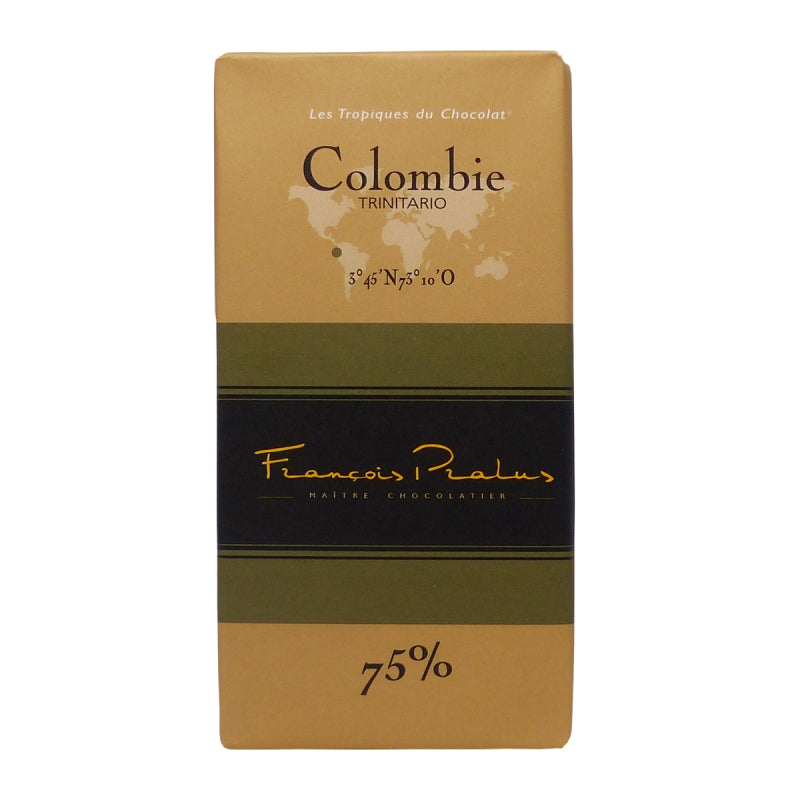 Les Tropiques du Chocolat®
Colombie
TRINITARIO
3°45'N73°10'O
François Pralus
MAÎTRE CHOCOLATIER
75%